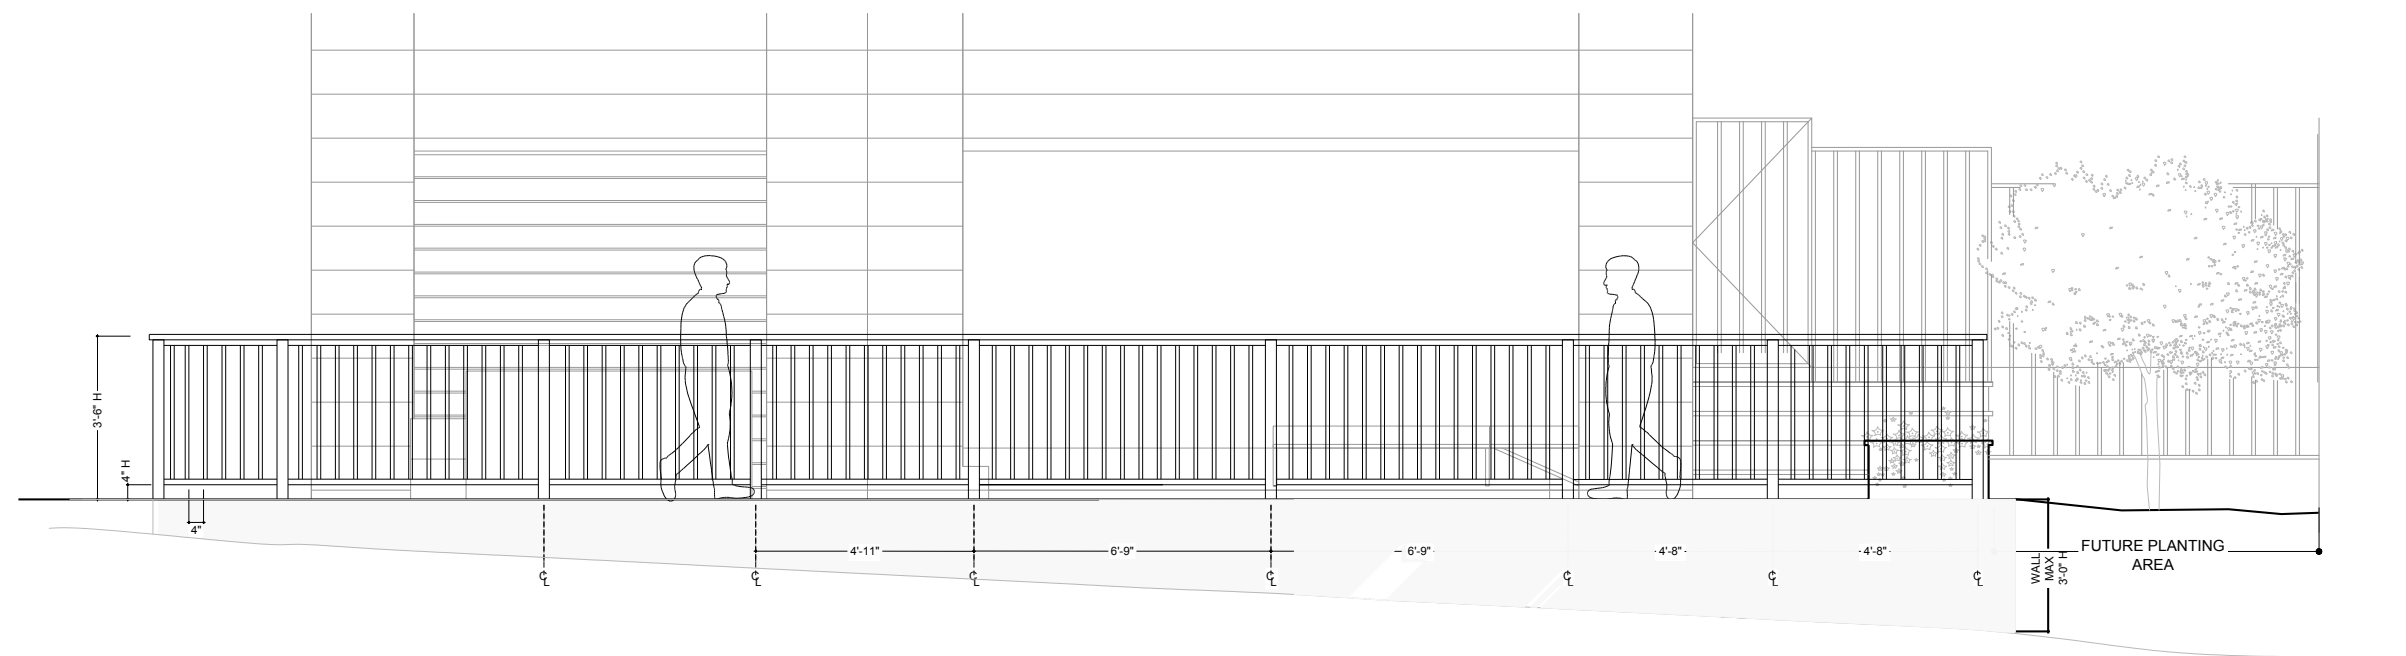 3'-6" H
4" H
4"
4'-11"
6'-9"
6'-9"
4'-8"
4'-8"
FUTURE PLANTING
AREA
WALL
MAX
3'-0" H
℄
℄
℄
℄
℄
℄
℄